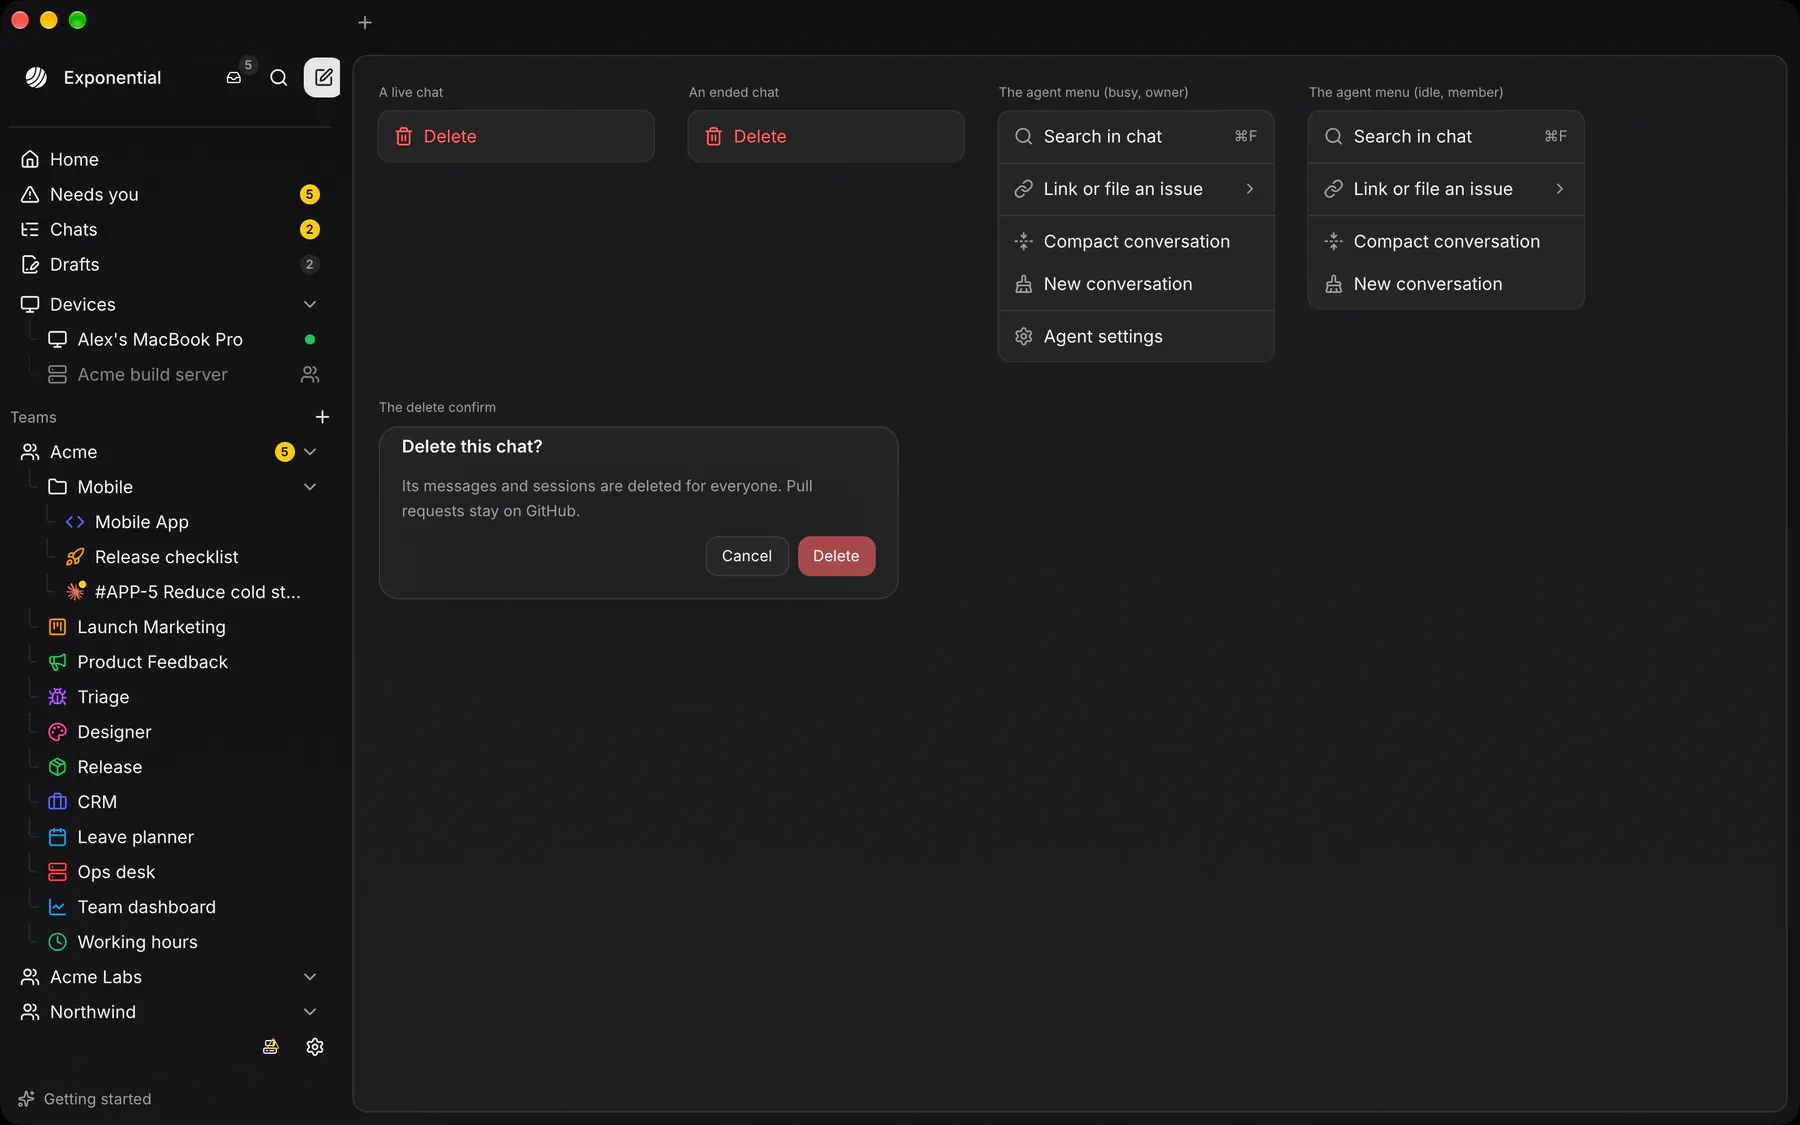 Exponential
5
Home
Needs you
5
Chats
2
Drafts
2
Devices
Alex's MacBook Pro
Acme build server
Teams
Acme
5
Mobile
Mobile App
Release checklist
#APP-5 Reduce cold st...
Launch Marketing
Product Feedback
Triage
Designer
Release
CRM
Leave planner
Ops desk
Team dashboard
Working hours
Acme Labs
Northwind
Getting started
A live chat
Delete
An ended chat
Delete
The agent menu (busy, owner)
Search in chat ⌘F
Link or file an issue
Compact conversation
New conversation
Agent settings
The agent menu (idle, member)
Search in chat ⌘F
Link or file an issue
Compact conversation
New conversation
The delete confirm
Delete this chat?
Its messages and sessions are deleted for everyone. Pull
requests stay on GitHub.
Cancel
Delete